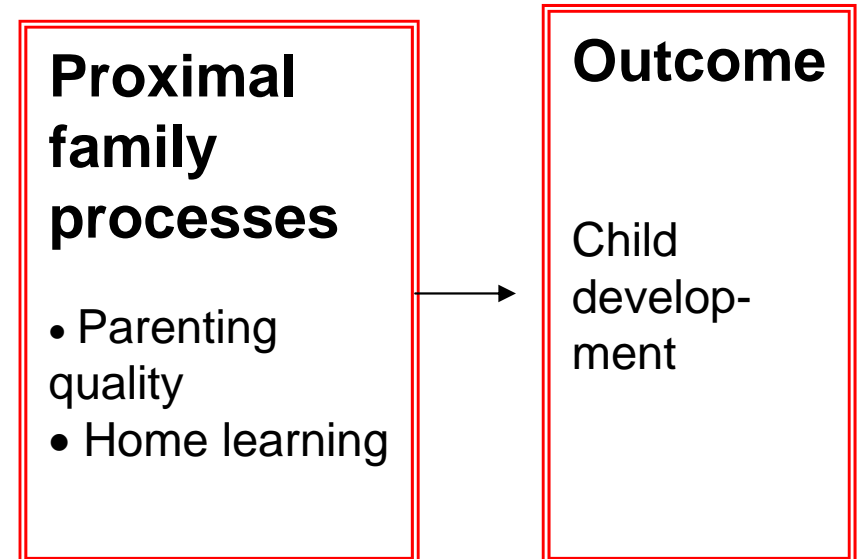 Proximal
family
processes
• Parenting
quality
• Home learning
Outcome
Child
develop-
ment